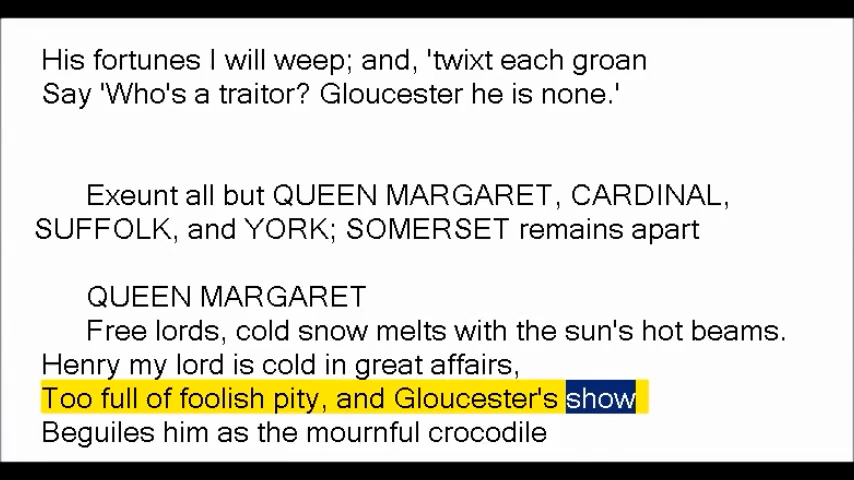 His fortunes I will weep; and, 'twixt each groan
Say 'Who's a traitor? Gloucester he is none.'
Exeunt all but QUEEN MARGARET, CARDINAL,
SUFFOLK, and YORK; SOMERSET remains apart
QUEEN MARGARET
Free lords, cold snow melts with the sun's hot beams.
Henry my lord is cold in great affairs,
Too full of foolish pity, and Gloucester's show
Beguiles him as the mournful crocodile